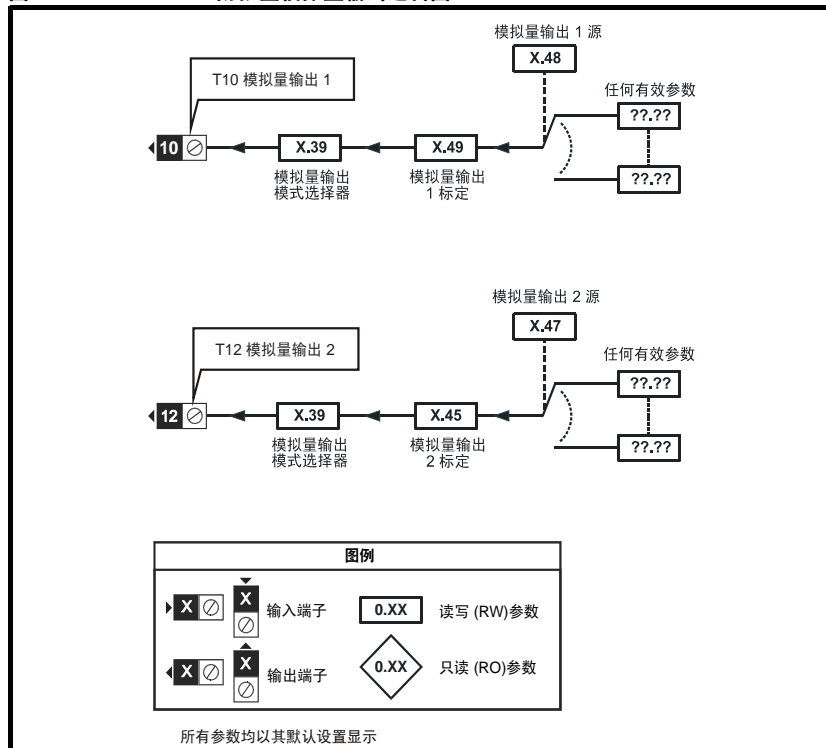 模拟量输出 1 源
X.48
T10 模拟量输出 1
任何有效参数
??.??
10
X.39
X.49
模拟量输出
模式选择器
模拟量输出
1 标定
??.??
模拟量输出 2 源
X.47
T12 模拟量输出 2
任何有效参数
??.??
12
X.39
X.45
模拟量输出
模式选择器
模拟量输出
2 标定
??.??
图例
X
X
输入端子
0.XX
读写 (RW)参数
X
X
输出端子
0.XX
只读 (RO)参数
所有参数均以其默认设置显示